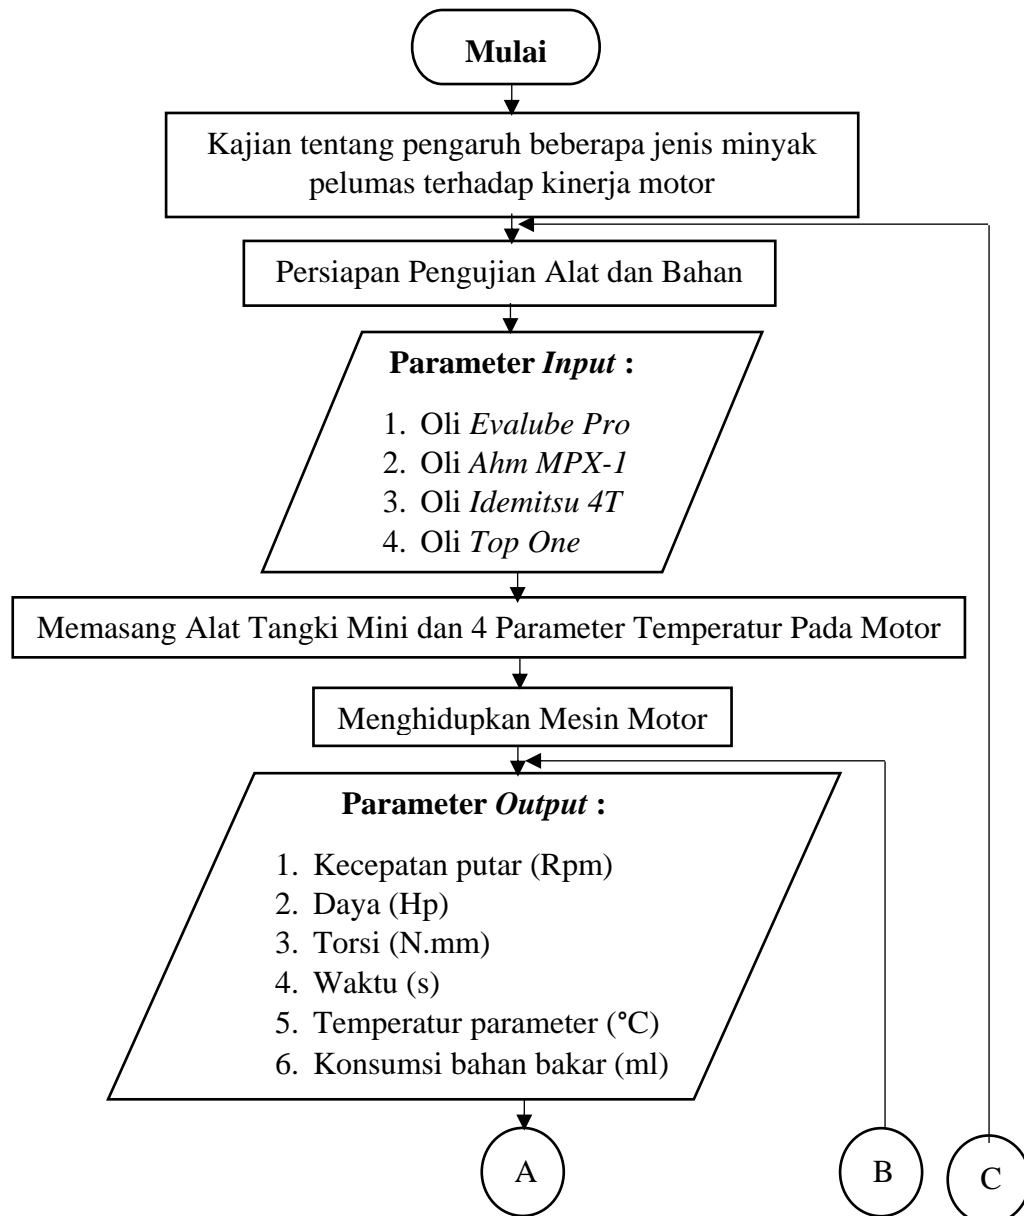 Mulai
Kajian tentang pengaruh beberapa jenis minyak
pelumas terhadap kinerja motor
Persiapan Pengujian Alat dan Bahan
Parameter Input :
1. Oli Evalube Pro
2. Oli Ahm MPX-1
3. Oli Idemitsu 4T
4. Oli Top One
Memasang Alat Tangki Mini dan 4 Parameter Temperatur Pada Motor
Menghidupkan Mesin Motor
Parameter Output :
1. Kecepatan putar (Rpm)
2. Daya (Hp)
3. Torsi (N.mm)
4. Waktu (s)
5. Temperatur parameter (°C)
6. Konsumsi bahan bakar (ml)
A
B
C